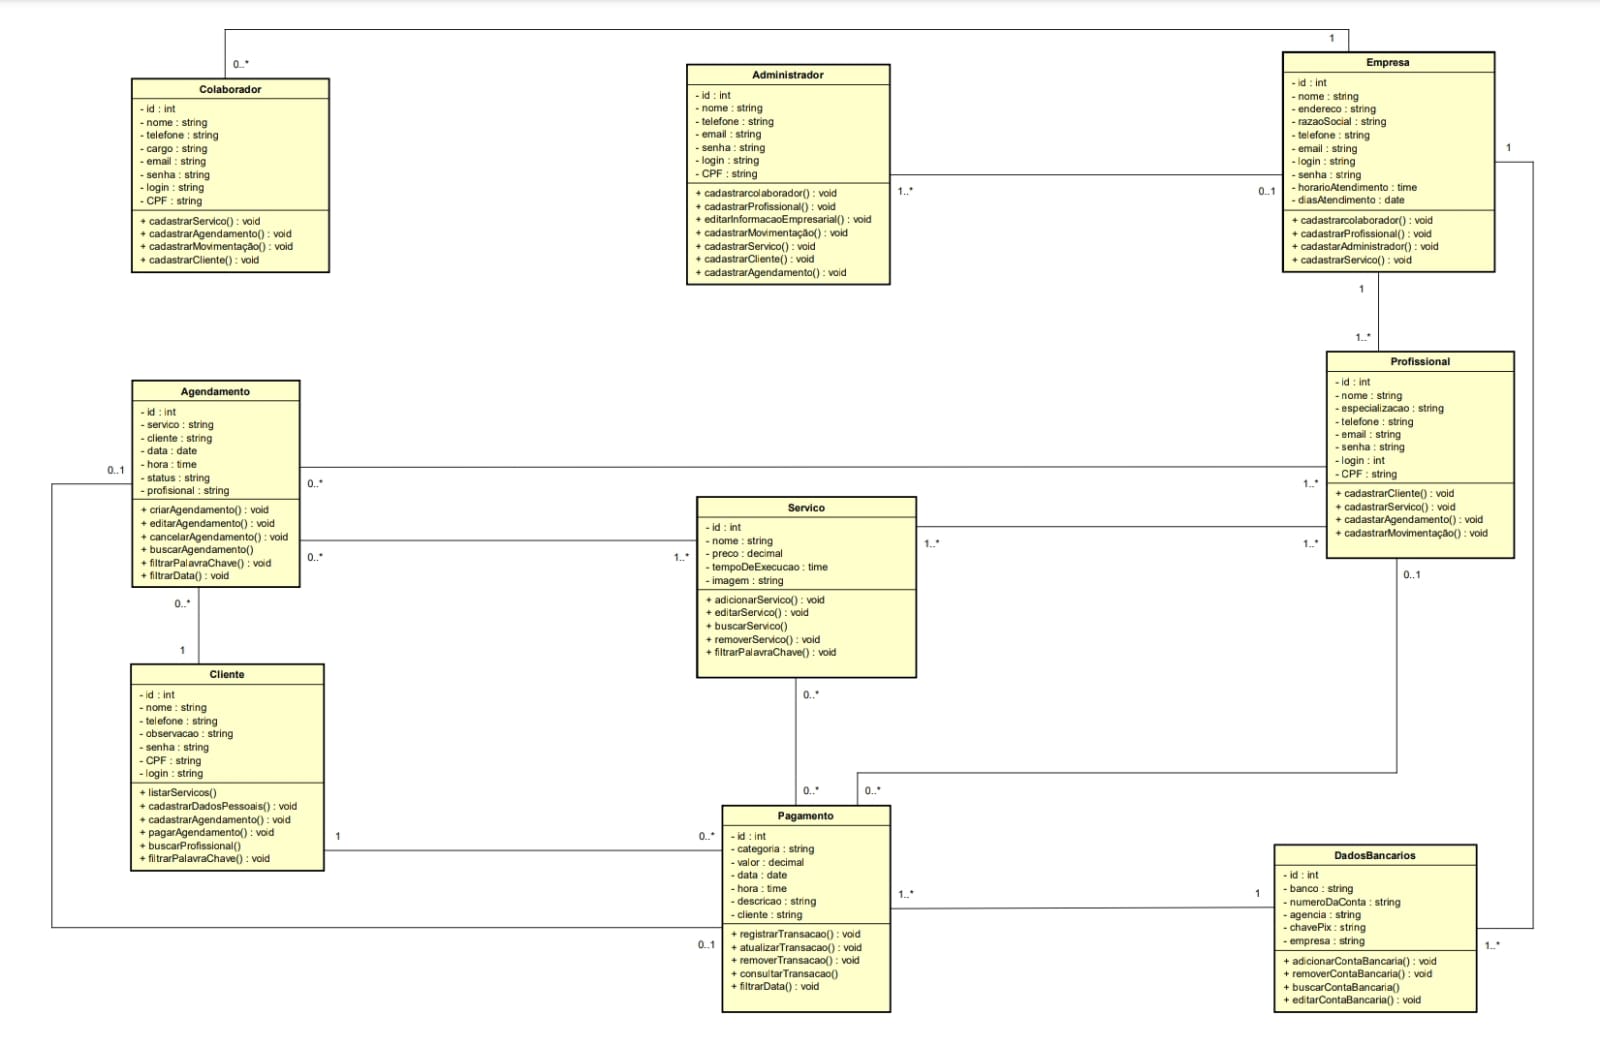 1
0..*
Colaborador
- id : int
- nome : string
- telefone : string
- cargo : string
- email : string
- senha : string
- login : string
- CPF : string
+ cadastrarServico() : void
+ cadastrarAgendamento() : void
+ cadastrarMovimentação() : void
+ cadastrarCliente() : void
Administrador
- id : int
- nome : string
- telefone : string
- email : string
- senha : string
- login : string
- CPF : string
+ cadastrarcolaborador() : void
+ cadastrarProfissional() : void
+ editarInformacaoEmpresarial() : void
+ cadastrarMovimentação() : void
+ cadastrarServico() : void
+ cadastrarCliente() : void
+ cadastrarAgendamento() : void
1..*
0..1
Empresa
- id : int
- nome : string
- endereco : string
- razaoSocial : string
- telefone : string
- email : string
- login : string
- senha : string
- horarioAtendimento : time
- diasAtendimento : date
+ cadastrarcolaborador() : void
+ cadastrarProfissional() : void
+ cadastarAdministrador() : void
+ cadastrarServico() : void
1
1
1..*
Profissional
- id : int
- nome : string
- especializacao : string
- telefone : string
- email : string
- senha : string
- login : int
- CPF : string
+ cadastrarCliente() : void
+ cadastrarServico() : void
+ cadastarAgendamento() : void
+ cadastrarMovimentação() : void
Agendamento
- id : int
- servico : string
- cliente : string
- data : date
- hora : time
- status : string
- profisional : string
+ criarAgendamento() : void
+ editarAgendamento() : void
+ cancelarAgendamento() : void
+ buscarAgendamento()
+ filtrarPalavraChave() : void
+ filtrarData() : void
0..1
0..*
1..*
0..*
1..*
Servico
- id : int
- nome : string
- preco : decimal
- tempoDeExecucao : time
- imagem : string
+ adicionarServico() : void
+ editarServico() : void
+ buscarServico()
+ removerServico() : void
+ filtrarPalavraChave() : void
1..*
1..*
0..1
0..*
1
Cliente
- id : int
- nome : string
- telefone : string
- observacao : string
- senha : string
- CPF : string
- login : string
+ listarServicos()
+ cadastrarDadosPessoais() : void
+ cadastrarAgendamento() : void
+ pagarAgendamento() : void
+ buscarProfissional()
+ filtrarPalavraChave() : void
0..*
0..*
0..*
1
0..*
Pagamento
- id : int
- categoria : string
- valor : decimal
- data : date
- hora : time
- descricao : string
- cliente : string
+ registrarTransacao() : void
+ atualizarTransacao() : void
+ removerTransacao() : void
+ consultarTransacao()
+ filtrarData() : void
0..1
1..*
1
DadosBancarios
- id : int
- banco : string
- numeroDaConta : string
- agencia : string
- chavePix : string
- empresa : string
+ adicionarContaBancaria() : void
+ removerContaBancaria() : void
+ buscarContaBancaria()
+ editarContaBancaria() : void
1..*